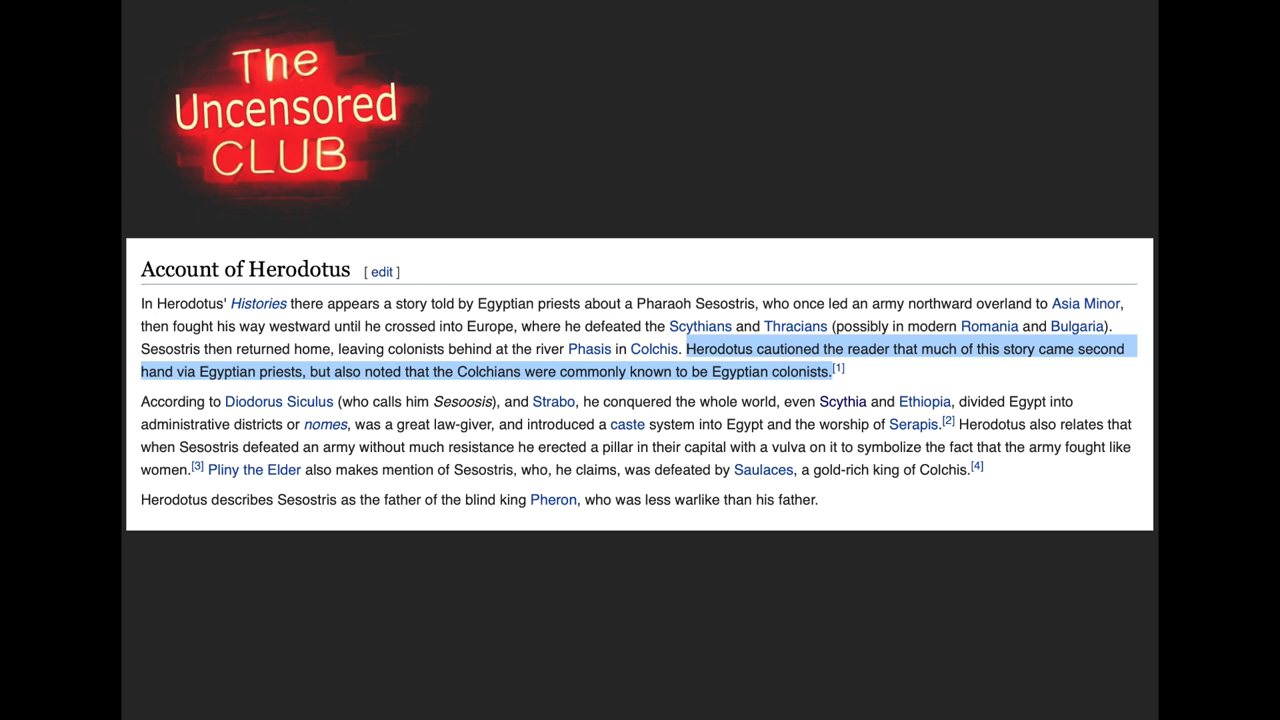 The
Uncensored
CLUB
Account of Herodotus [ edit ]
In Herodotus' Histories there appears a story told by Egyptian priests about a Pharaoh Sesostris, who once led an army northward overland to Asia Minor,
then fought his way westward until he crossed into Europe, where he defeated the Scythians and Thracians (possibly in modern Romania and Bulgaria).
Sesostris then returned home, leaving colonists behind at the river Phasis in Colchis. Herodotus cautioned the reader that much of this story came second
hand via Egyptian priests, but also noted that the Colchians were commonly known to be Egyptian colonists.[1]
According to Diodorus Siculus (who calls him Sesoosis), and Strabo, he conquered the whole world, even Scythia and Ethiopia, divided Egypt into
administrative districts or nomes, was a great law-giver, and introduced a caste system into Egypt and the worship of Serapis.[2] Herodotus also relates that
when Sesostris defeated an army without much resistance he erected a pillar in their capital with a vulva on it to symbolize the fact that the army fought like
women.[3] Pliny the Elder also makes mention of Sesostris, who, he claims, was defeated by Saulaces, a gold-rich king of Colchis.[4]
Herodotus describes Sesostris as the father of the blind king Pheron, who was less warlike than his father.